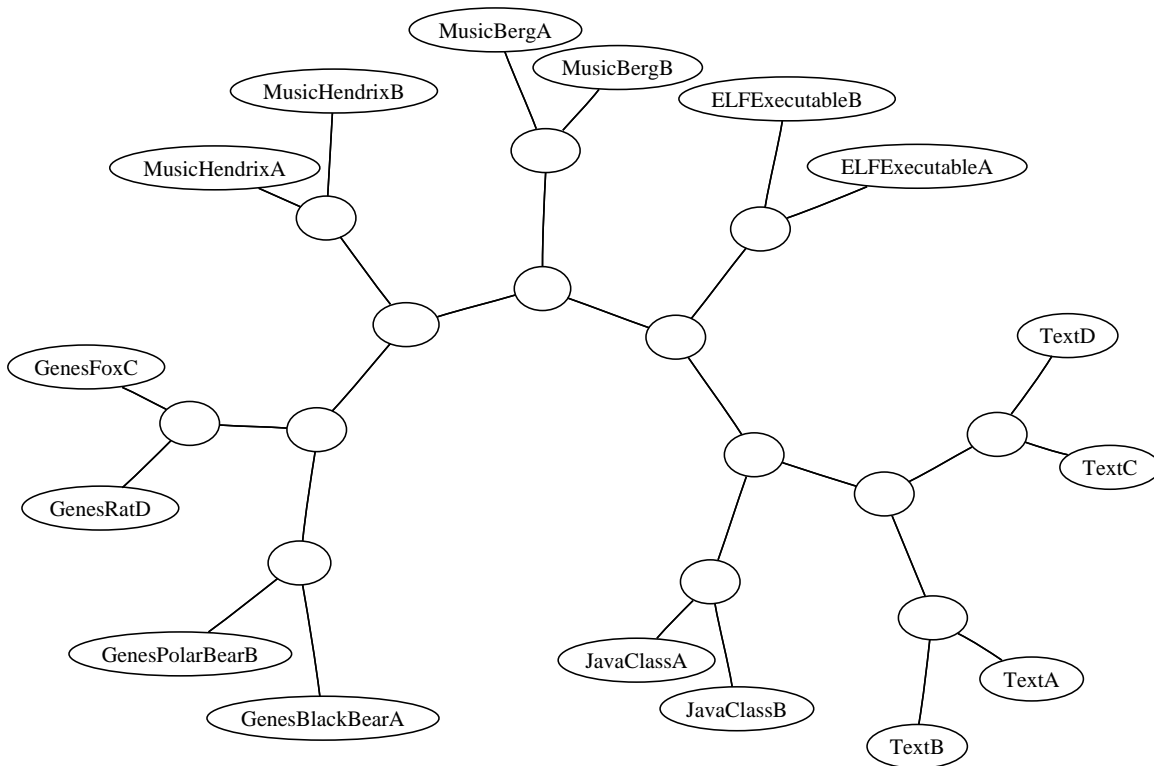 MusicBergA
MusicBergB
MusicHendrixB
ELFExecutableB
MusicHendrixA
ELFExecutableA
TextD
GenesFoxC
TextC
GenesRatD
GenesPolarBearB
JavaClassA
TextA
JavaClassB
GenesBlackBearA
TextB